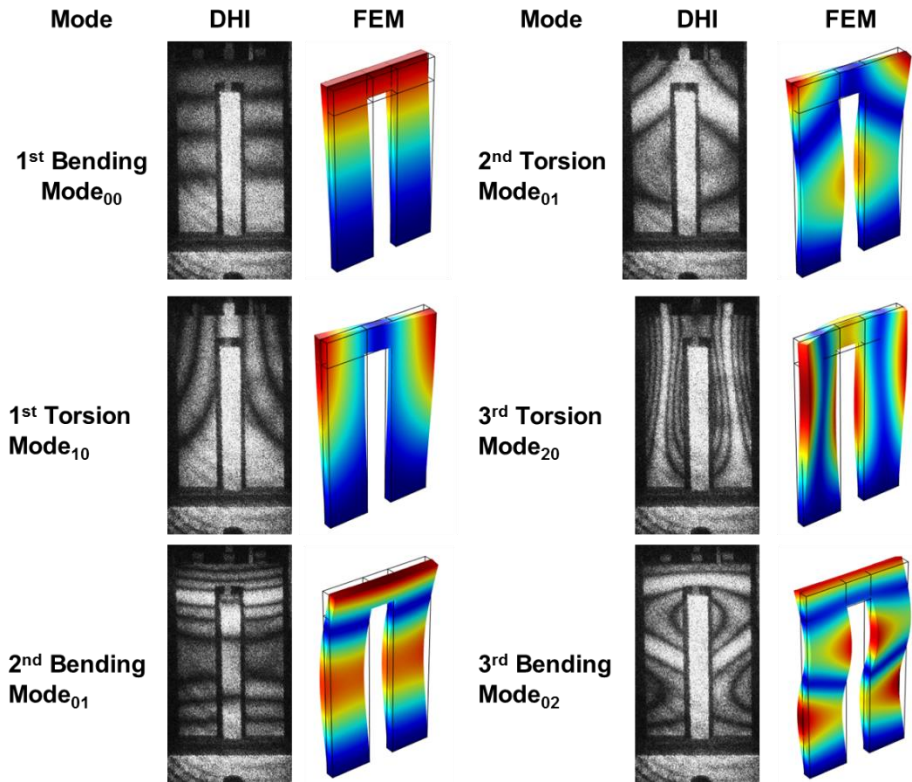 Mode DHI FEM Mode DHI FEM
1st Bending
Mode00
2nd Torsion
Mode01
1st Torsion
Mode10
3rd Torsion
Mode20
2nd Bending
Mode01
3rd Bending
Mode02